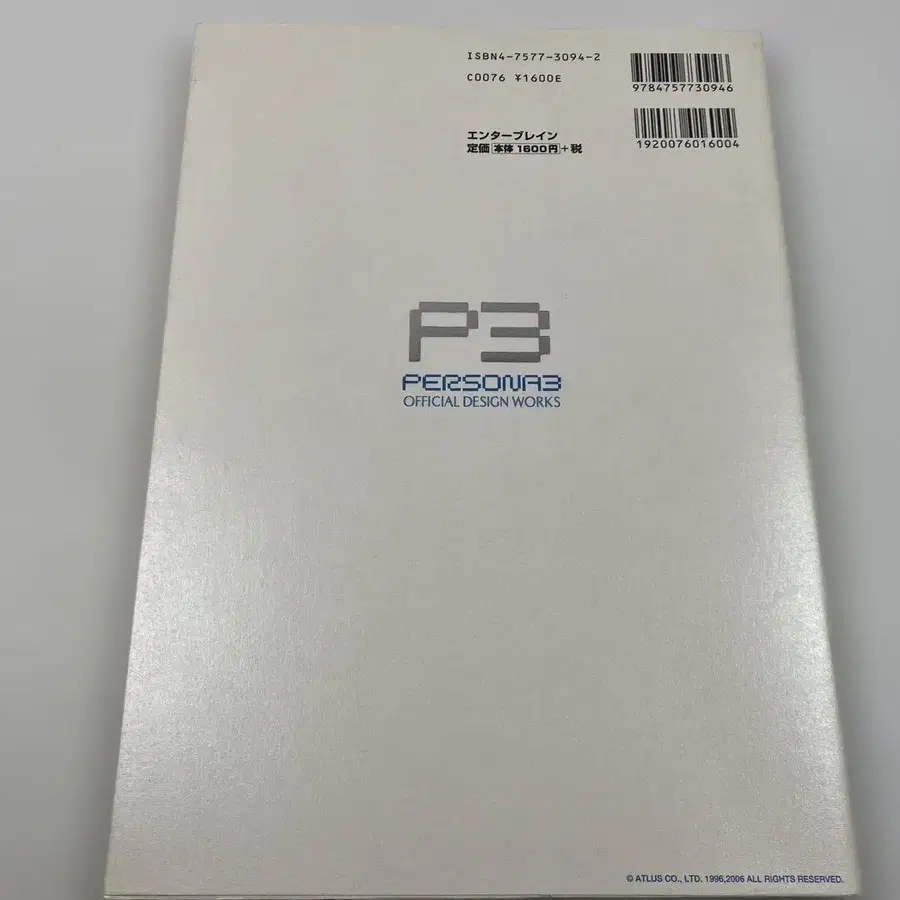 ISBN4-7577-3094-2
C0076 ¥1600E
9784757730946
1920076016004
エンターブレイン
定価 本体1600円 +税
P3
PERSONA3
OFFICIAL DESIGN WORKS
© ATLUS CO., LTD. 1996,2006 ALL RIGHTS RESERVED.